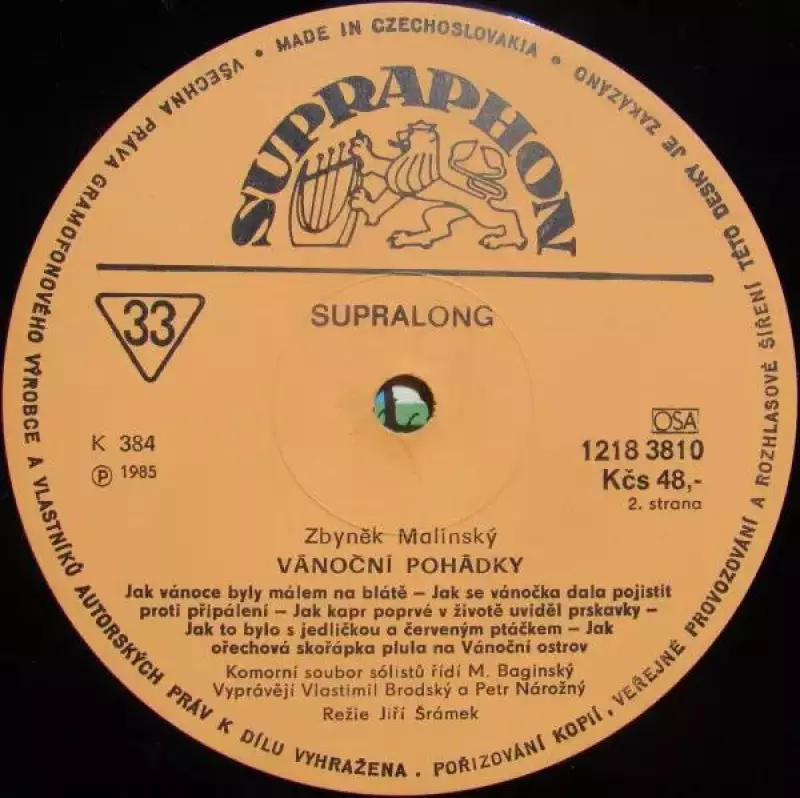 MADE IN CZECHOSLOVAKIA
VŠECHNA PRÁVA GRAMOFONOVÉHO VÝROBCE A VLASTNÍKŮ AUTORSKÝCH PRÁV K DÍLU VYHRAŽENA. POŘIZOVÁNÍ KOPIÍ, VEŘEJNÉ PROVOZOVÁNÍ A ROZHLASOVÉ ŠÍŘENÍ TÉTO DESKY JE ZAKÁZÁNO
SUPRAPHON
33
SUPRALONG
K 384
Ⓟ 1985
OSA
1218 3810
Kčs 48,-
2. strana
Zbyněk Malínský
VÁNOČNÍ POHÁDKY
Jak vánoce byly málem na blátě – Jak se vánočka dala pojistit
proti připálení – Jak kapr poprvé v životě uviděl prskavky –
Jak to bylo s jedličkou a červeným ptáčkem – Jak
ořechová skořápka plula na Vánoční ostrov
Komorní soubor sólistů řídí M. Baginský
Vyprávějí Vlastimil Brodský a Petr Nárožný
Režie Jiří Šrámek